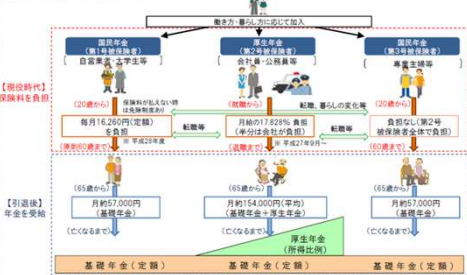 働き方・暮らし方に応じて加入
国民年金
(第1号被保険者)
自営業者・大学生等
厚生年金
(第2号被保険者)
会社員・公務員等
国民年金
(第3号被保険者)
専業主婦等
【現役時代】
保険料を負担
(20歳から)
保険料が払えない時
は免除制度あり
(就職から)
転職、暮らしの変化等
(20歳から)
毎月16,260円(定額)
を負担
転職等
月給の17.828% 負担
(半分は会社が負担)
転職等
負担なし(第2号
被保険者全体で負担)
(原則60歳まで)
※ 平成28年度
(退職まで)
※ 平成27年9月~
(60歳まで)
【引退後】
年金を受給
(65歳から)
(65歳から)
(65歳から)
月約57,000円
(基礎年金)
月約154,000円(平均)
(基礎年金+厚生年金)
月約57,000円
(基礎年金)
(亡くなるまで)
(亡くなるまで)
(亡くなるまで)
厚生年金
(所得比例)
基礎年金(定額)
基礎年金(定額)
基礎年金(定額)